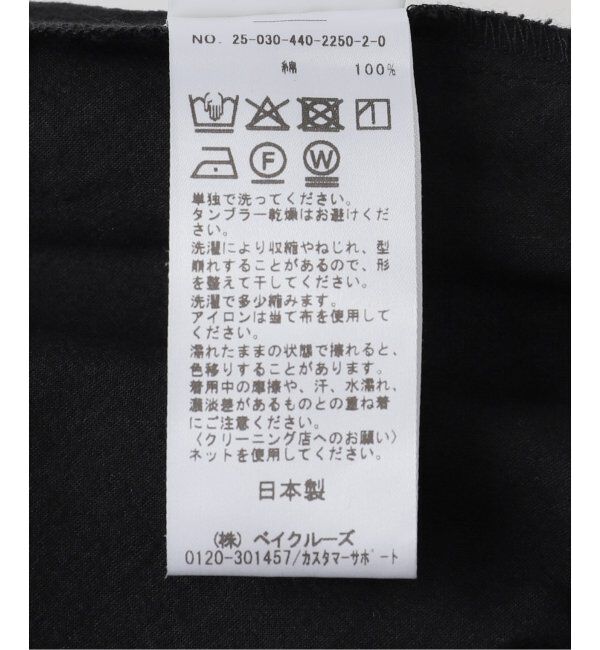 NO. 25-030-440-2250-2-0
綿 100%
F W
単独で洗ってください。
タンブラー乾燥はお避けくだ
さい。
洗濯により収縮やねじれ、型
崩れすることがあるので、形
を整えて干してください。
洗濯で多少縮みます。
アイロンは当て布を使用して
ください。
濡れたままの状態で擦れると、
色移りすることがあります。
着用中の摩擦や、汗、水濡れ、
濃淡差があるものとの重ね着
にご注意ください。
〈クリーニング店へのお願い〉
ネットを使用してください。
日本製
(株) ベイクルーズ
0120-301457/カスタマーサポート